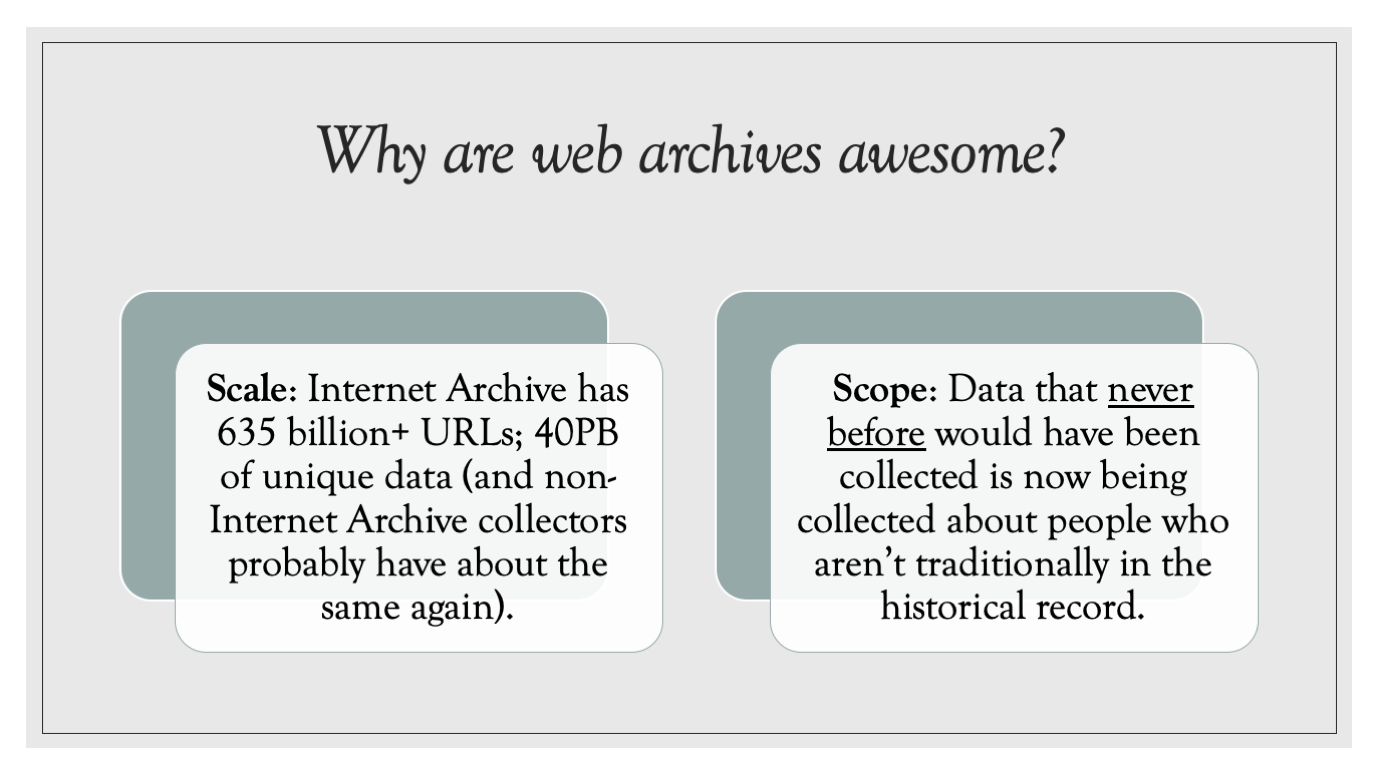 Why are web archives awesome?
Scale: Internet Archive has
635 billion+ URLs; 40PB
of unique data (and non-
Internet Archive collectors
probably have about the
same again).
Scope: Data that never
before would have been
collected is now being
collected about people who
aren’t traditionally in the
historical record.